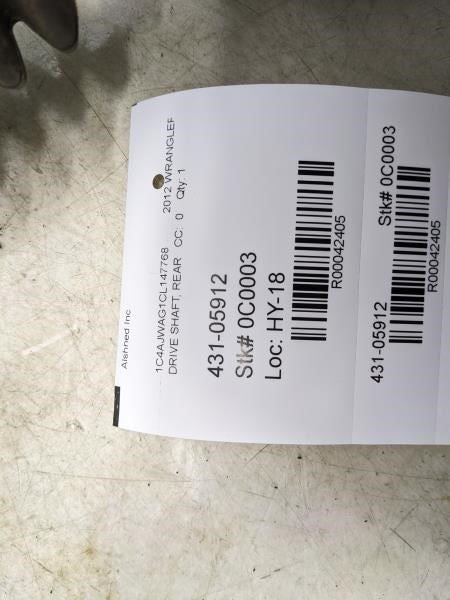 Alshned Inc
1C4AJWAG1CL147768 2012 WRANGLER
DRIVE SHAFT, REAR CC: 0 Qty: 1
431-05912
Stk# 0C0003
Loc: HY-18
R00042405
431-05912 Stk# 0C0003
R00042405